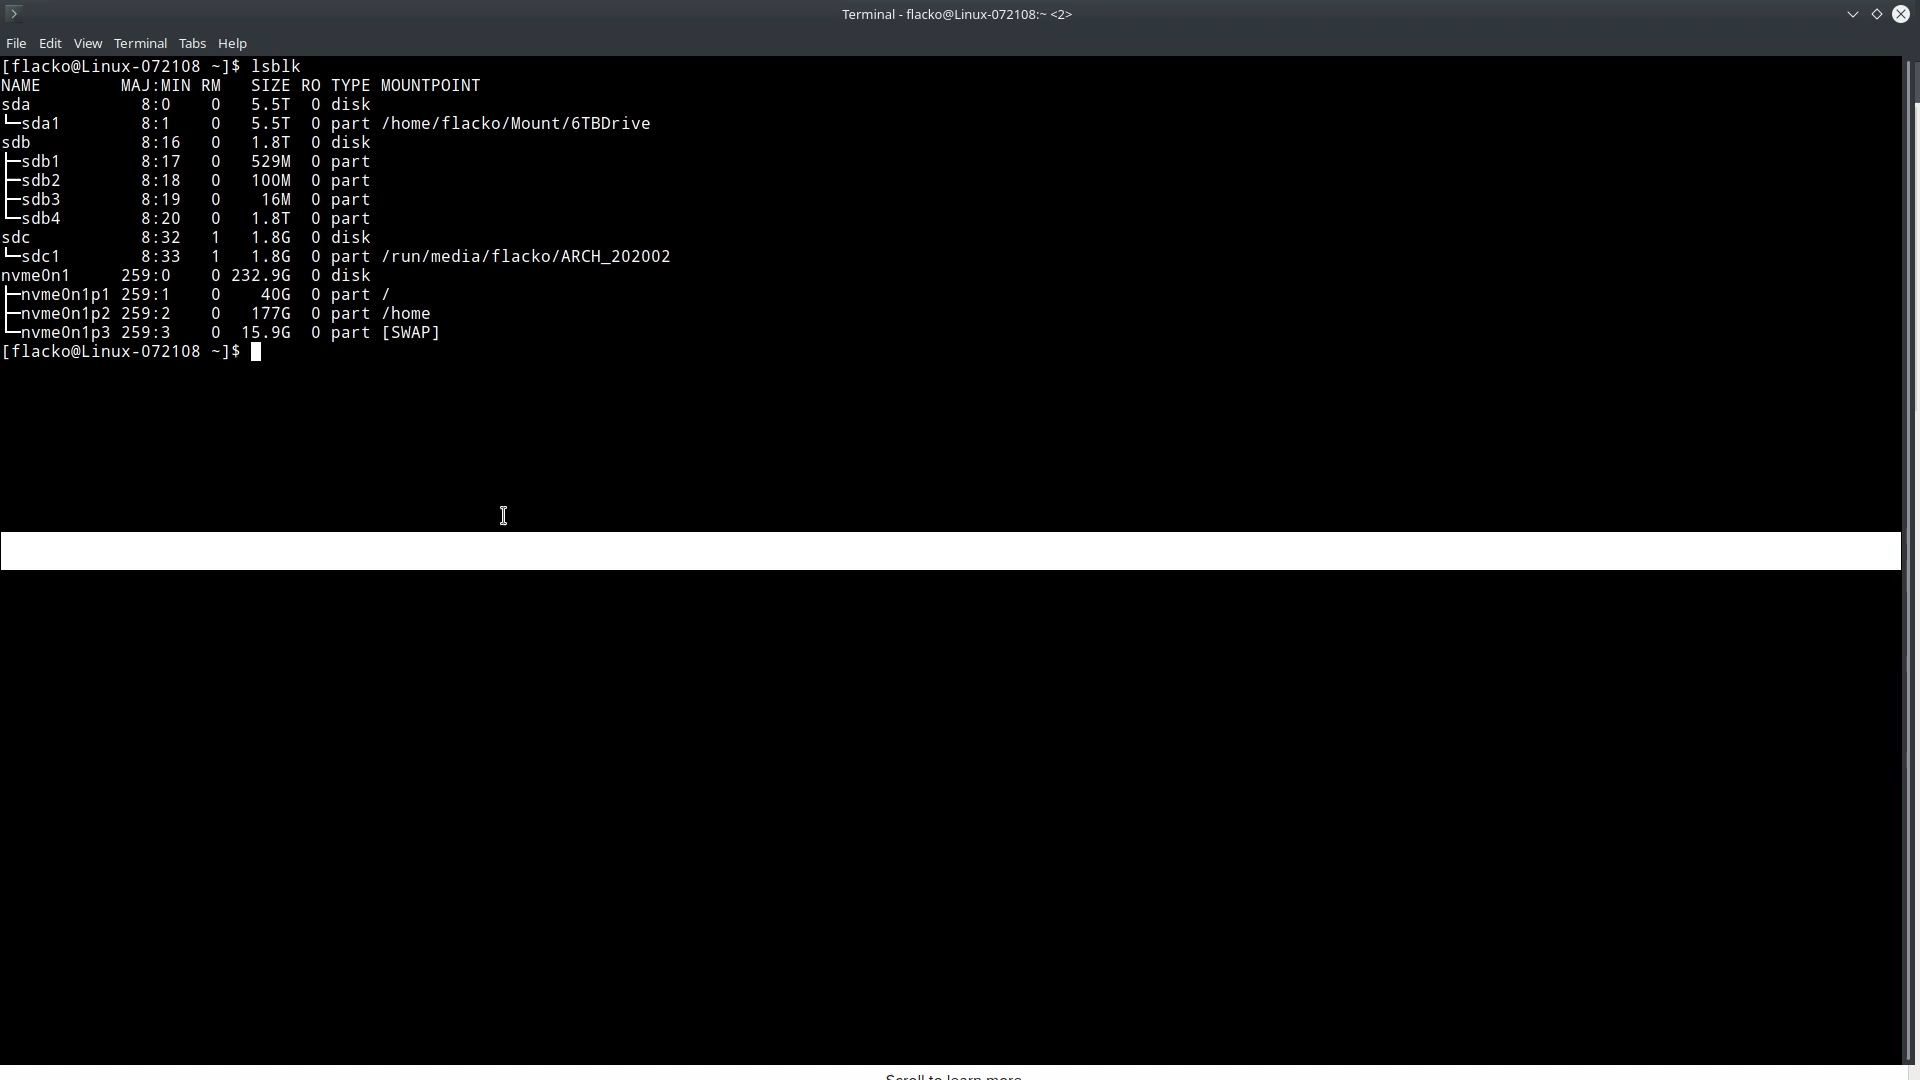 Terminal - flacko@Linux-072108:~ <2>
File Edit View Terminal Tabs Help
[flacko@Linux-072108 ~]$ lsblk
NAME        MAJ:MIN RM   SIZE RO TYPE MOUNTPOINT
sda           8:0    0   5.5T  0 disk
└─sda1        8:1    0   5.5T  0 part /home/flacko/Mount/6TBDrive
sdb           8:16   0   1.8T  0 disk
├─sdb1        8:17   0   529M  0 part
├─sdb2        8:18   0   100M  0 part
├─sdb3        8:19   0    16M  0 part
└─sdb4        8:20   0   1.8T  0 part
sdc           8:32   1   1.8G  0 disk
└─sdc1        8:33   1   1.8G  0 part /run/media/flacko/ARCH_202002
nvme0n1     259:0    0 232.9G  0 disk
├─nvme0n1p1 259:1    0    40G  0 part /
├─nvme0n1p2 259:2    0   177G  0 part /home
└─nvme0n1p3 259:3    0  15.9G  0 part [SWAP]
[flacko@Linux-072108 ~]$
Scroll to learn more